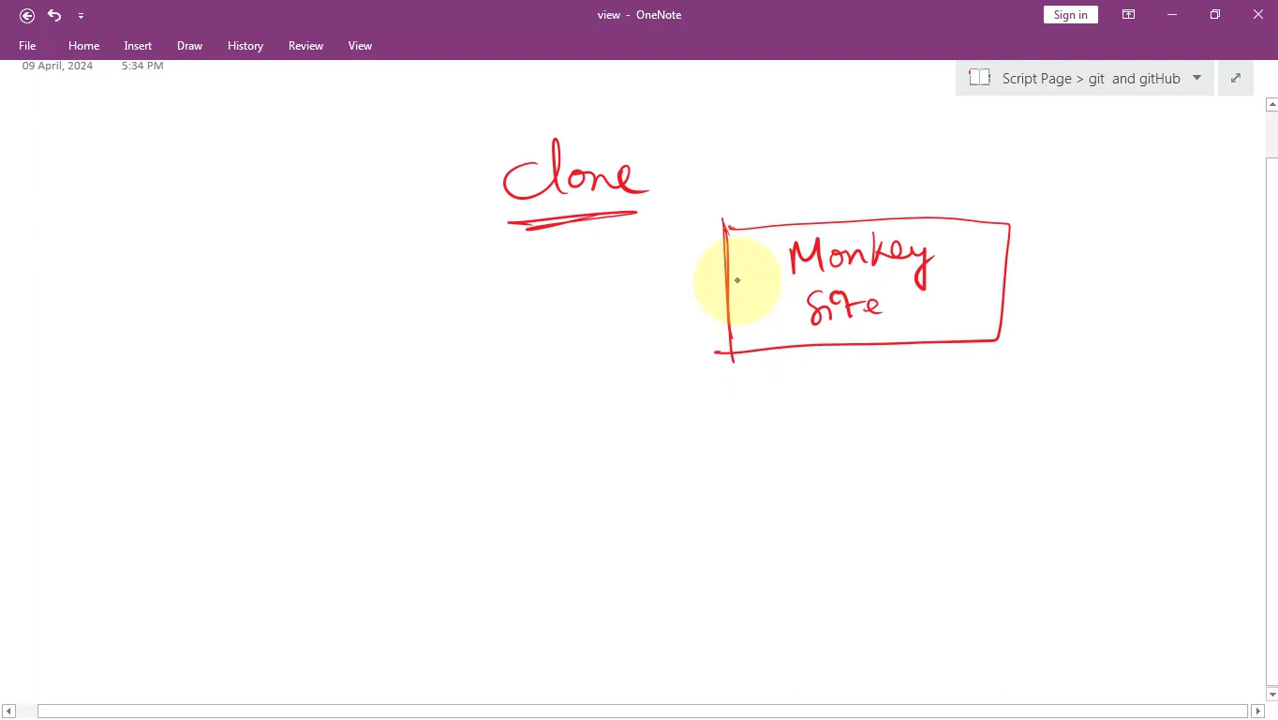 view - OneNote
Sign in
File Home Insert Draw History Review View
09 April, 2024 5:34 PM
Script Page > git and gitHub
Clone
Monkey
Site